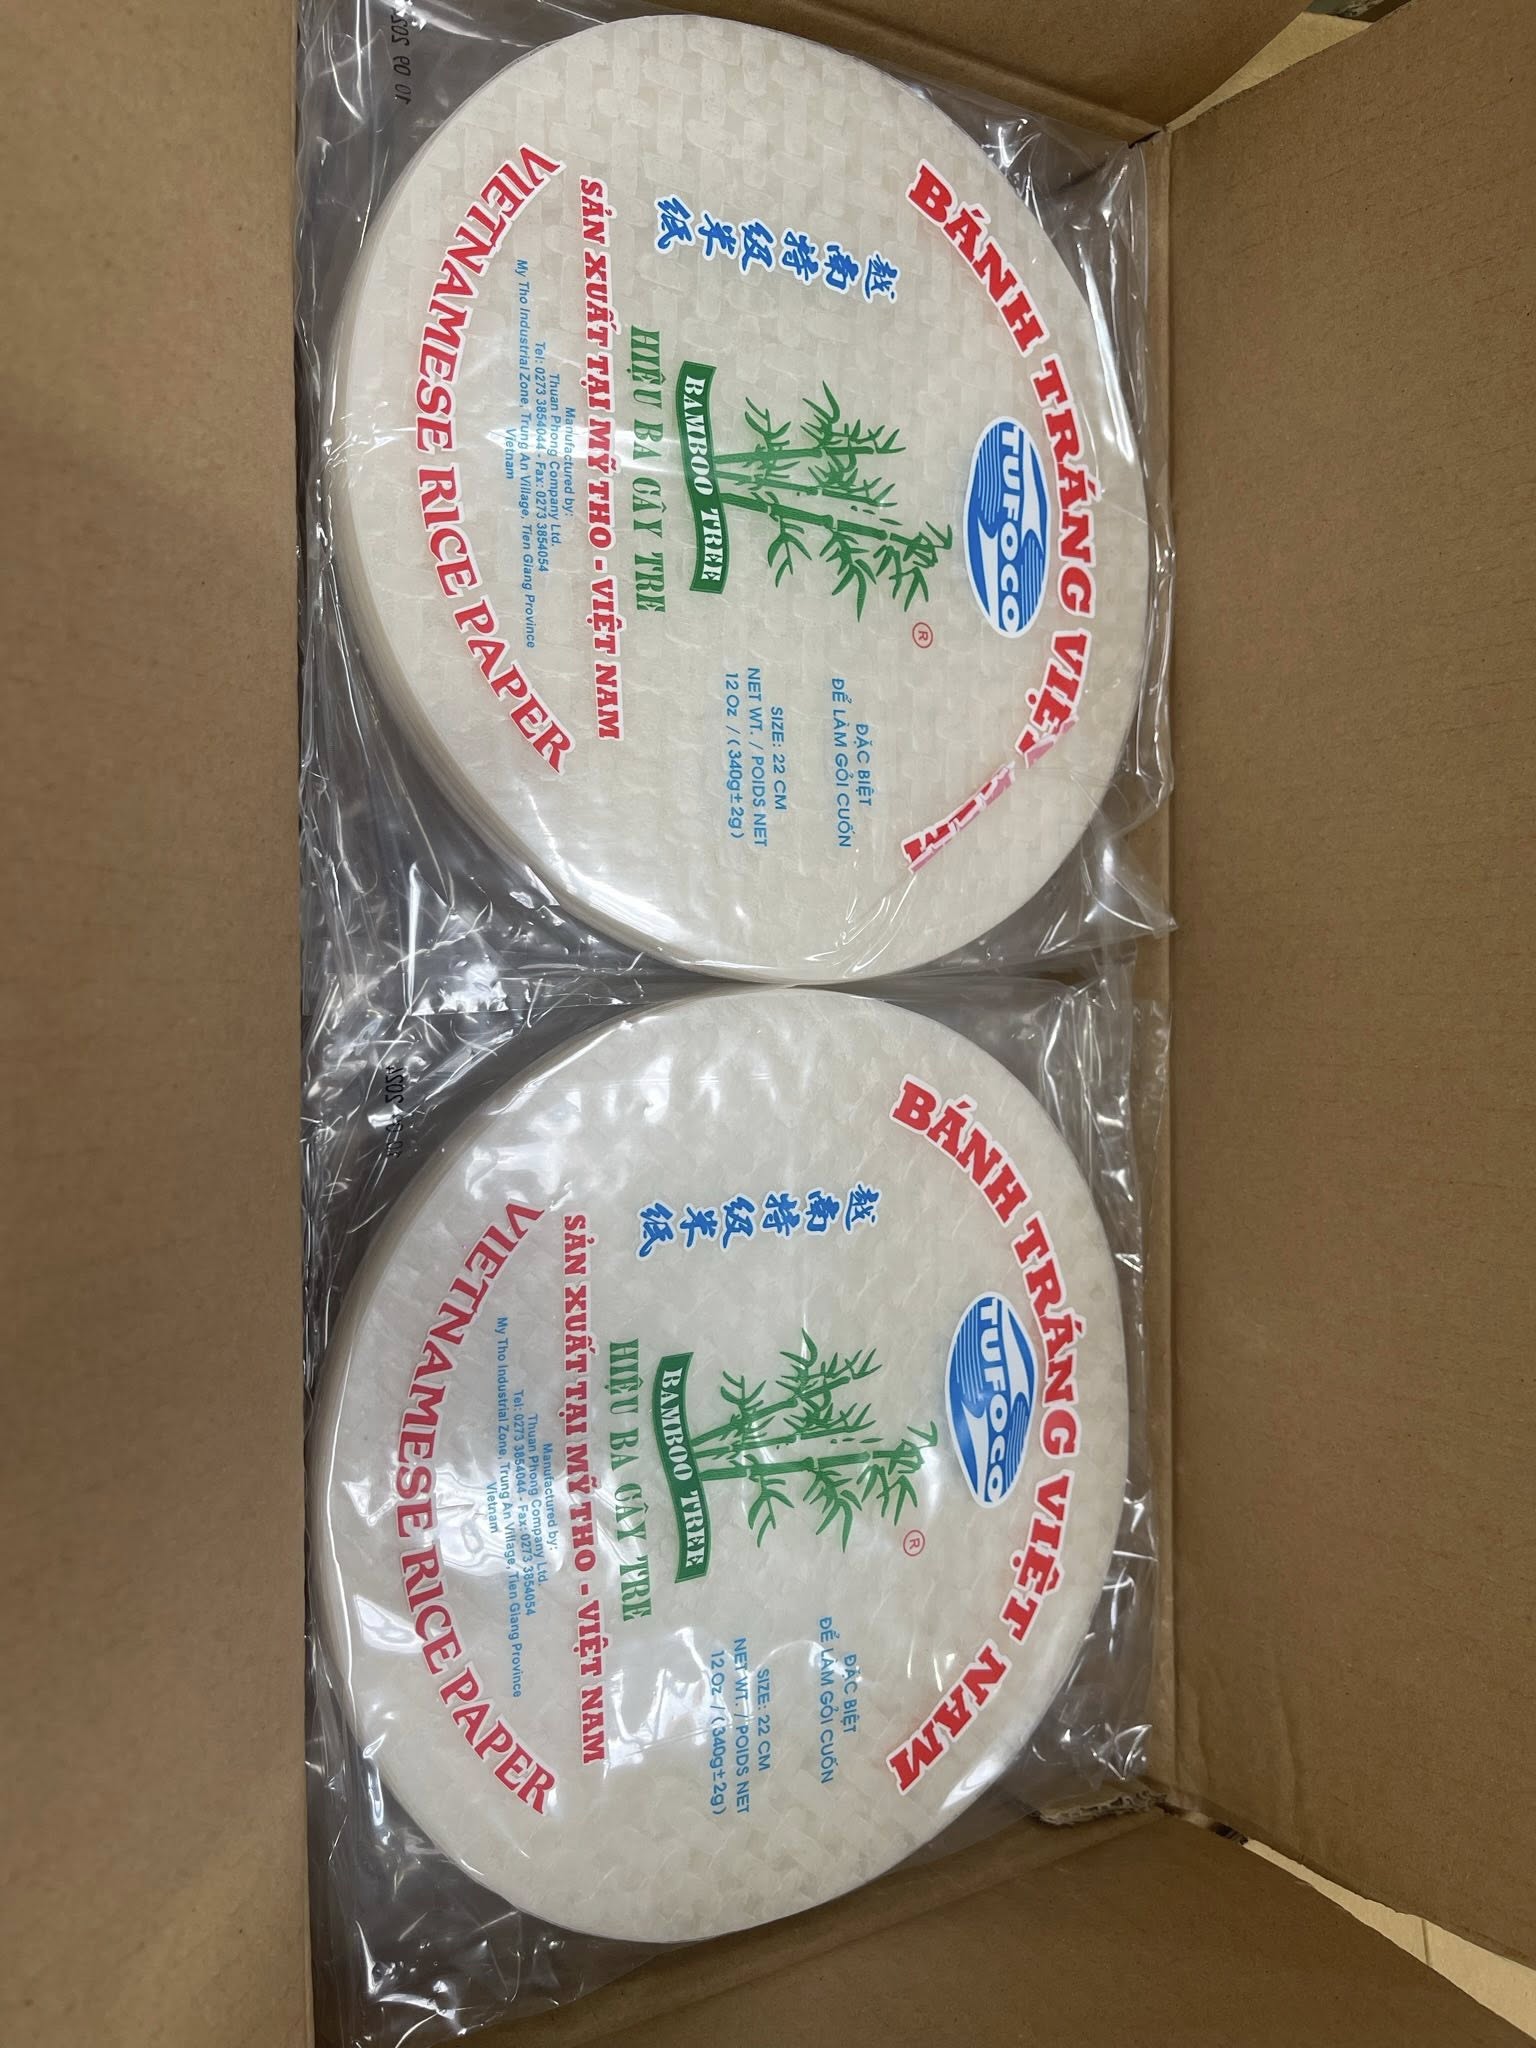 BÁNH TRÁNG VIỆT
TUFOCO
®
越南特级米纸
ĐẶC BIỆT
ĐỂ LÀM GỎI CUỐN
SIZE: 22 CM
NET WT. / POIDS NET
12 Oz / (340g±2g)
BAMBOO TREE
HIỆU BA CÂY TRE
SẢN XUẤT TẠI MỸ THO - VIỆT NAM
Manufactured by:
Thuan Phong Company Ltd.
Tel: 0273 3854044 - Fax: 0273 3854054
My Tho Industrial Zone, Trung An Village, Tien Giang Province
Vietnam
VIETNAMESE RICE PAPER
BÁNH TRÁNG VIỆT NAM
TUFOCO
®
越南特级米纸
ĐẶC BIỆT
ĐỂ LÀM GỎI CUỐN
SIZE: 22 CM
NET WT. / POIDS NET
12 Oz / (340g±2g)
BAMBOO TREE
HIỆU BA CÂY TRE
SẢN XUẤT TẠI MỸ THO - VIỆT NAM
Manufactured by:
Thuan Phong Company Ltd.
Tel: 0273 3854044 - Fax: 0273 3854054
My Tho Industrial Zone, Trung An Village, Tien Giang Province
Vietnam
VIETNAMESE RICE PAPER